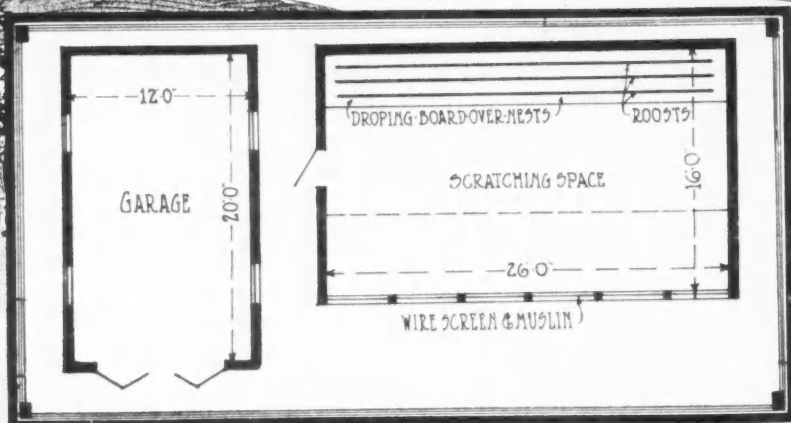 12'-0"
GARAGE
20'-0"
DROPING·BOARD·OVER·NESTS
ROOSTS
SCRATCHING SPACE
16'-0"
26'-0"
WIRE SCREEN & MUSLIN